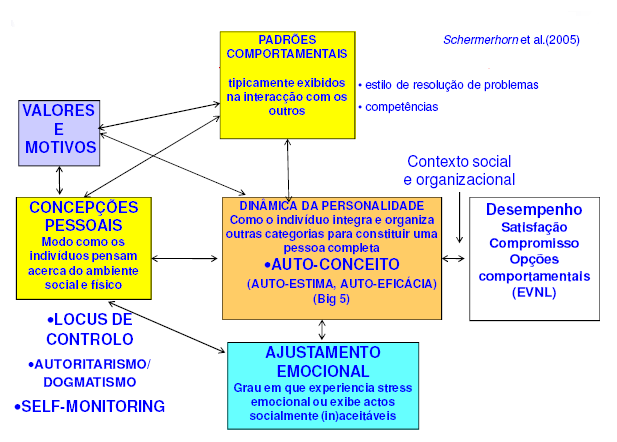 PADRÕES
COMPORTAMENTAIS
tipicamente exibidos
na interacção com os
outros
Schermerhorn et al.(2005)
• estilo de resolução de problemas
• competências
VALORES
E
MOTIVOS
Contexto social
e organizacional
CONCEPÇÕES
PESSOAIS
Modo como os
indivíduos pensam
acerca do ambiente
social e físico
DINÂMICA DA PERSONALIDADE
Como o indivíduo integra e organiza
outras categorias para constituir uma
pessoa completa
•AUTO-CONCEITO
(AUTO-ESTIMA, AUTO-EFICÁCIA)
(Big 5)
Desempenho
Satisfação
Compromisso
Opções
comportamentais
(EVNL)
•LOCUS DE
CONTROLO
•AUTORITARISMO/
DOGMATISMO
•SELF-MONITORING
AJUSTAMENTO
EMOCIONAL
Grau em que experiencia stress
emocional ou exibe actos
socialmente (in)aceitáveis